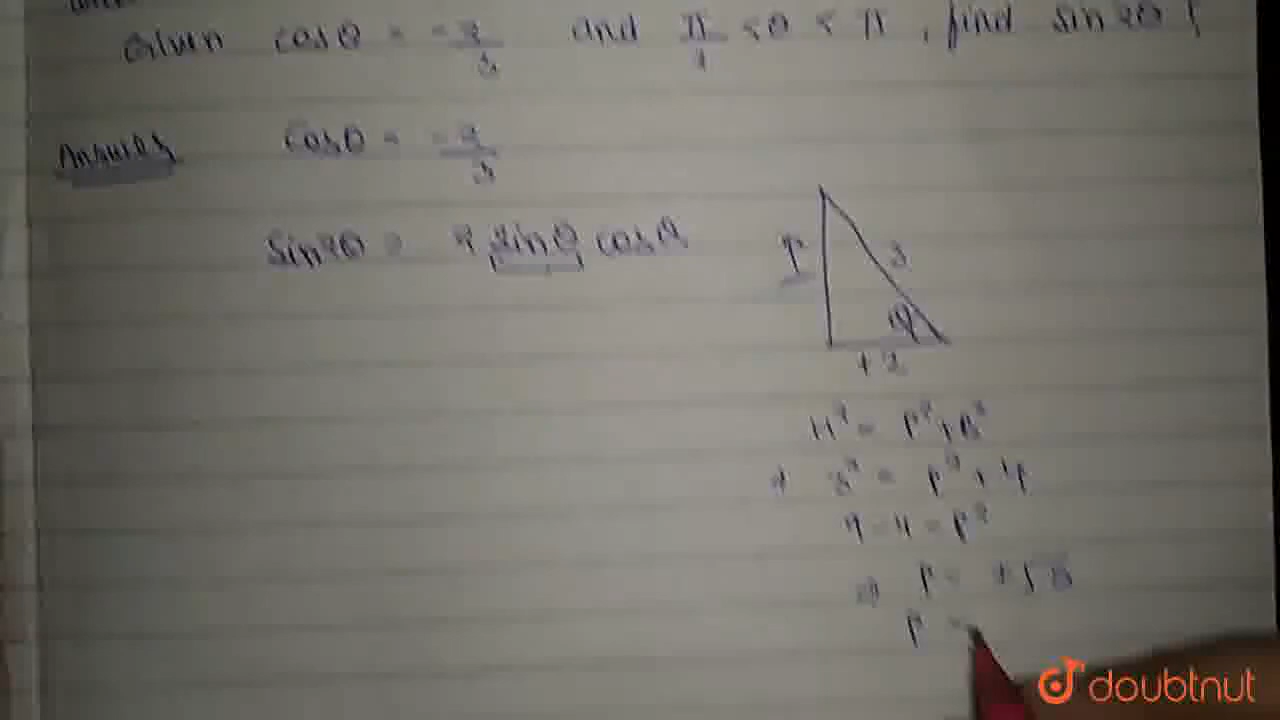 Given cosθ = -2/3 and π/2 < θ < π, find sin2θ
Answer cosθ = -2/3
sin2θ = 2 sinθ cosθ
P 3
θ
2
H² = P² + B²
3² = P² + 4
9 - 4 = P²
⇒ P = ±√5
P =
doubtnut